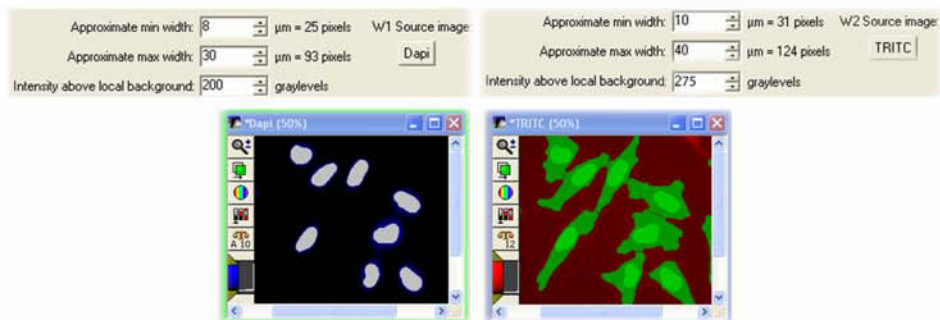 Approximate min width: 8 µm = 25 pixels W1 Source image:
Approximate max width: 30 µm = 93 pixels Dapi
Intensity above local background: 200 graylevels
Approximate min width: 10 µm = 31 pixels W2 Source image:
Approximate max width: 40 µm = 124 pixels TRITC
Intensity above local background: 275 graylevels
*Dapi (50%)
A 10
*TRITC (50%)
12